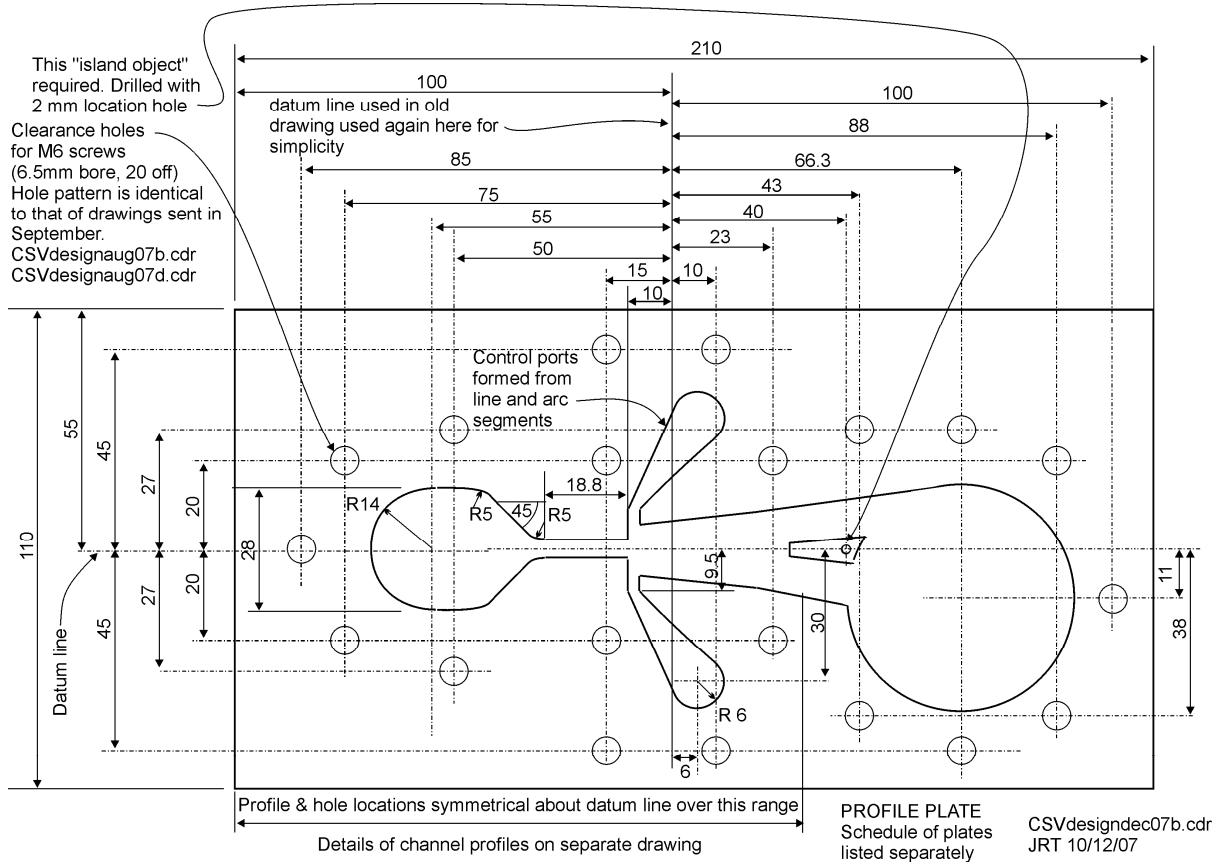 210
This "island object"
required. Drilled with
2 mm location hole
100
datum line used in old
drawing used again here for
simplicity
100
88
Clearance holes
for M6 screws
(6.5mm bore, 20 off)
Hole pattern is identical
to that of drawings sent in
September.
CSVdesignaug07b.cdr
CSVdesignaug07d.cdr
85
66.3
75
43
55
40
50
23
15
10
10
Control ports
formed from
line and arc
segments
55
45
27
20
18.8
R14
R5
45
R5
110
28
9.5
11
Datum line
45
27
20
30
38
R 6
6
Profile & hole locations symmetrical about datum line over this range
Details of channel profiles on separate drawing
PROFILE PLATE
Schedule of plates
listed separately
CSVdesigndec07b.cdr
JRT 10/12/07